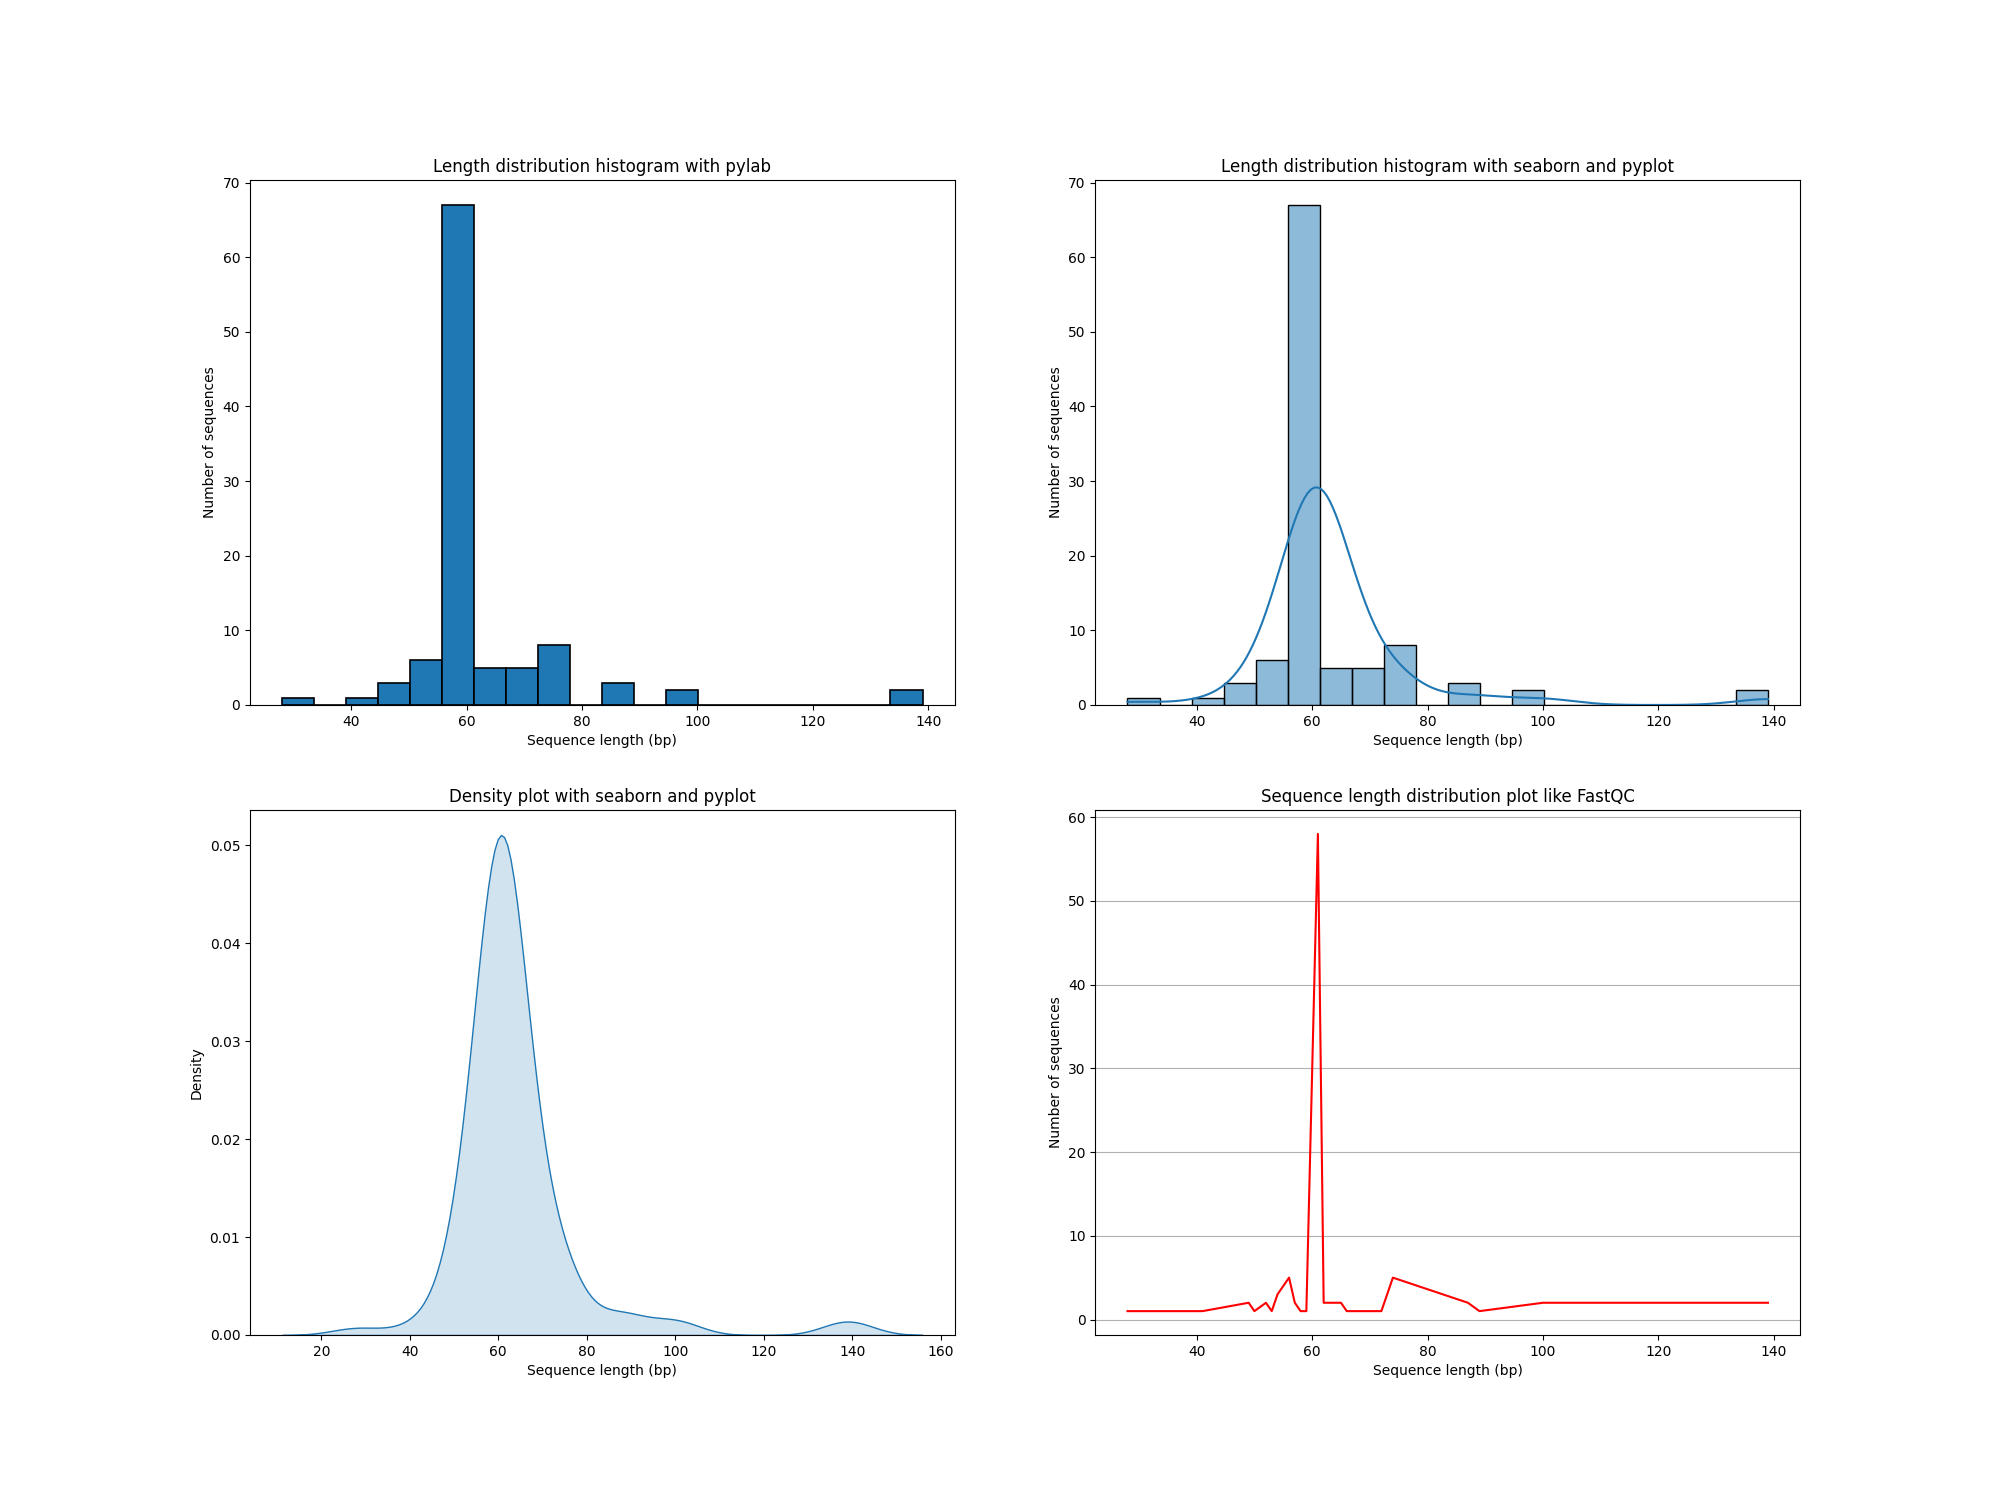 Length distribution histogram with pylab
70
60
50
40
30
20
10
0
Number of sequences
40 60 80 100 120 140
Sequence length (bp)
Length distribution histogram with seaborn and pyplot
70
60
50
40
30
20
10
0
Number of sequences
40 60 80 100 120 140
Sequence length (bp)
Density plot with seaborn and pyplot
0.05
0.04
0.03
0.02
0.01
0.00
Density
20 40 60 80 100 120 140 160
Sequence length (bp)
Sequence length distribution plot like FastQC
60
50
40
30
20
10
0
Number of sequences
40 60 80 100 120 140
Sequence length (bp)